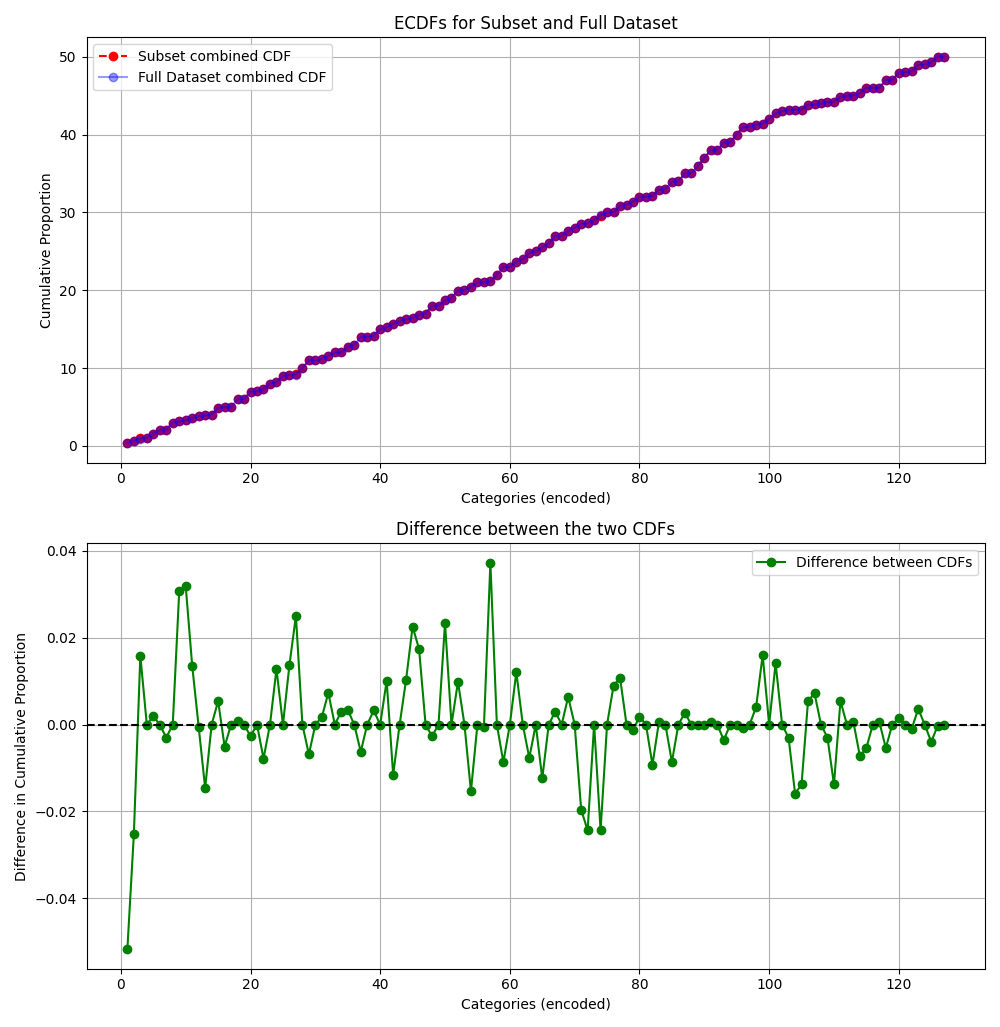 ECDFs for Subset and Full Dataset
Subset combined CDF
Full Dataset combined CDF
Cumulative Proportion
50
40
30
20
10
0
0 20 40 60 80 100 120
Categories (encoded)
Difference between the two CDFs
Difference between CDFs
Difference in Cumulative Proportion
0.04
0.02
0.00
−0.02
−0.04
0 20 40 60 80 100 120
Categories (encoded)